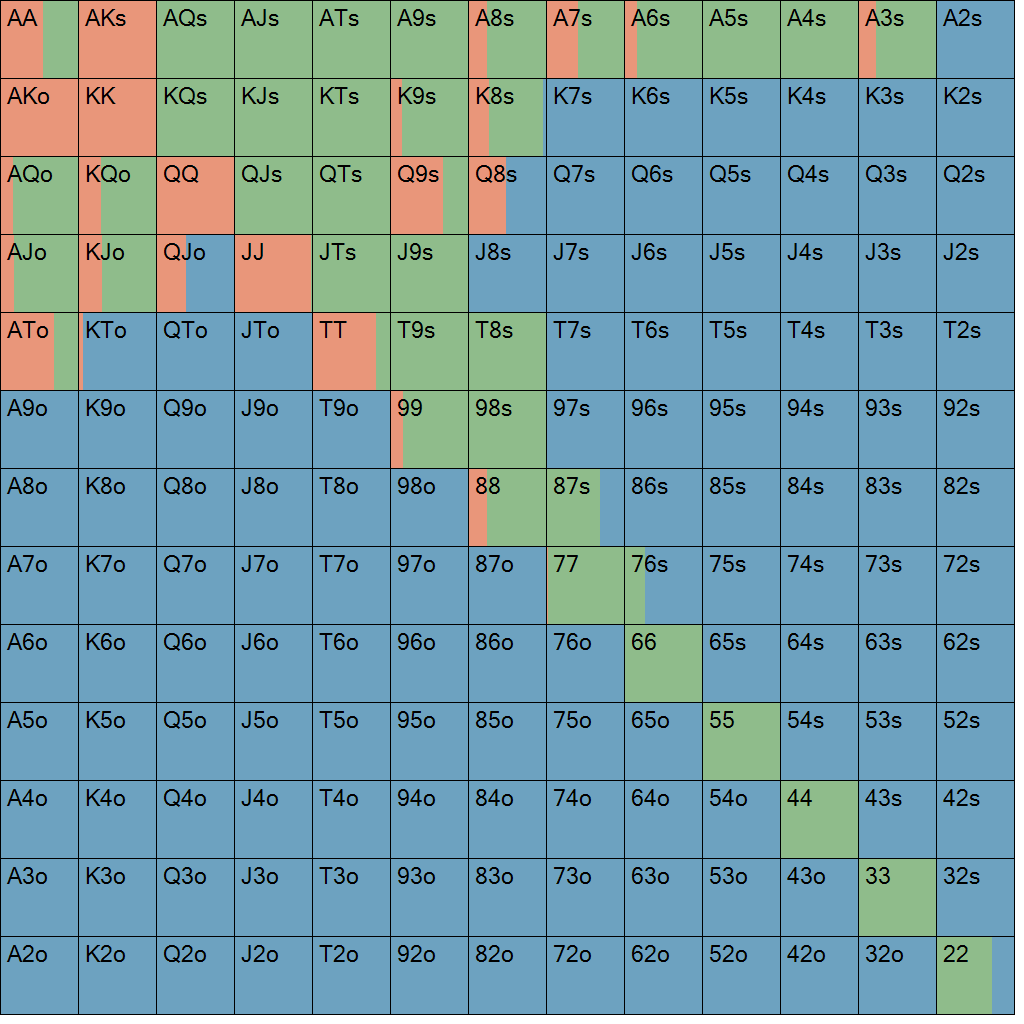 AA AKs AQs AJs ATs A9s A8s A7s A6s A5s A4s A3s A2s
AKo KK KQs KJs KTs K9s K8s K7s K6s K5s K4s K3s K2s
AQo KQo QQ QJs QTs Q9s Q8s Q7s Q6s Q5s Q4s Q3s Q2s
AJo KJo QJo JJ JTs J9s J8s J7s J6s J5s J4s J3s J2s
ATo KTo QTo JTo TT T9s T8s T7s T6s T5s T4s T3s T2s
A9o K9o Q9o J9o T9o 99 98s 97s 96s 95s 94s 93s 92s
A8o K8o Q8o J8o T8o 98o 88 87s 86s 85s 84s 83s 82s
A7o K7o Q7o J7o T7o 97o 87o 77 76s 75s 74s 73s 72s
A6o K6o Q6o J6o T6o 96o 86o 76o 66 65s 64s 63s 62s
A5o K5o Q5o J5o T5o 95o 85o 75o 65o 55 54s 53s 52s
A4o K4o Q4o J4o T4o 94o 84o 74o 64o 54o 44 43s 42s
A3o K3o Q3o J3o T3o 93o 83o 73o 63o 53o 43o 33 32s
A2o K2o Q2o J2o T2o 92o 82o 72o 62o 52o 42o 32o 22